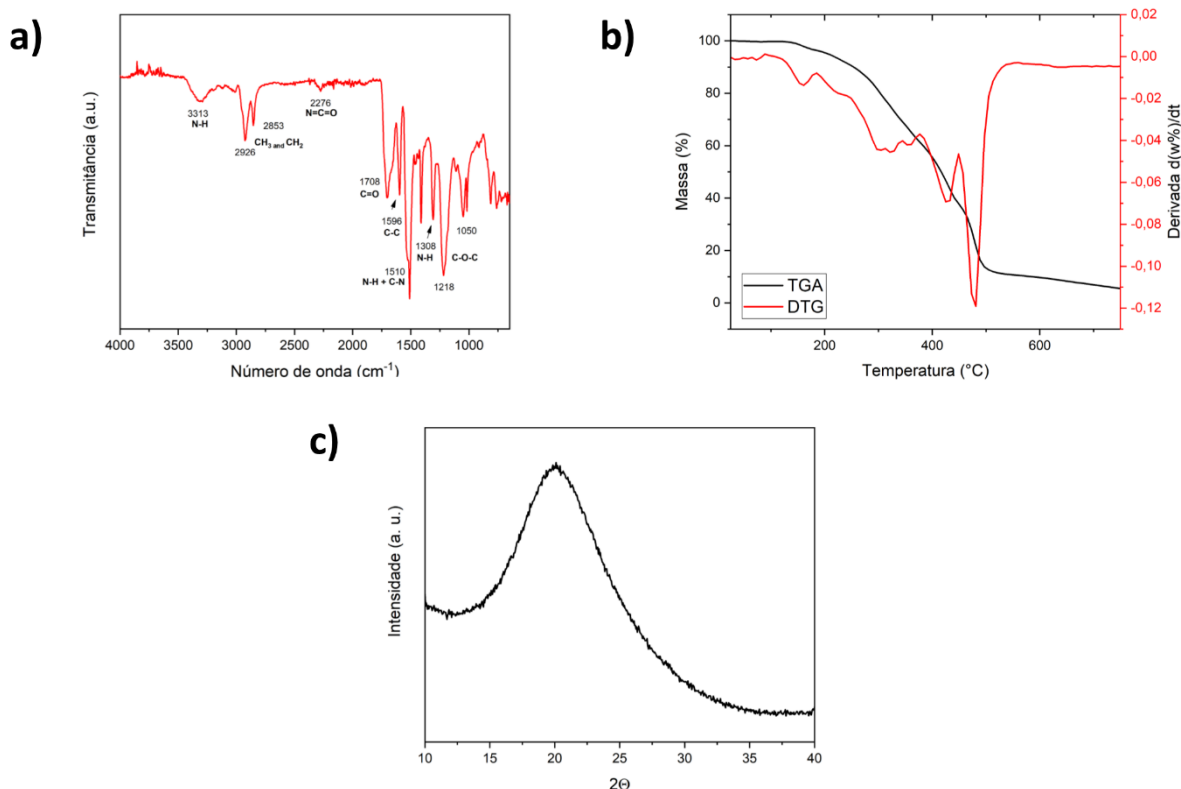 a)
Transmitância (a.u.)
3313
N-H
2926
2853
CH3 and CH2
2276
N=C=O
1708
C=O
1596
C-C
1510
N-H + C-N
1308
N-H
1218
C-O-C
1050
4000 3500 3000 2500 2000 1500 1000
Número de onda (cm-1)
b)
Massa (%)
100
80
60
40
20
0
TGA
DTG
200 400 600
Temperatura (°C)
0,02
0,00
-0,02
-0,04
-0,06
-0,08
-0,10
-0,12
Derivada d(w%)/dt
c)
Intensidade (a. u.)
10 15 20 25 30 35 40
2Θ